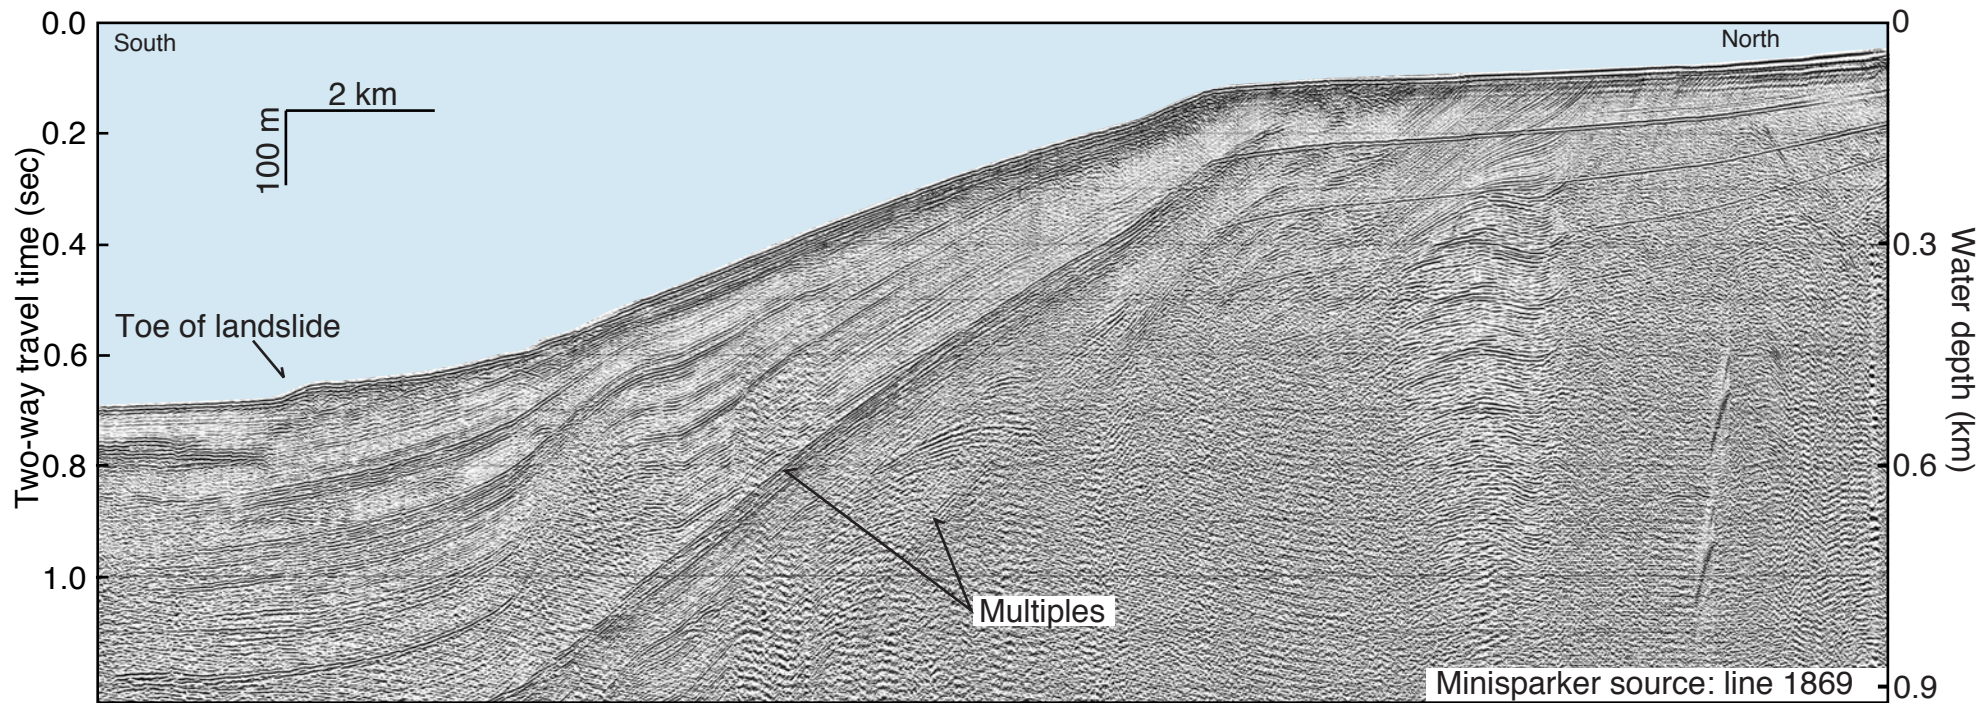 0.0
South
North
0
2 km
100 m
0.2
0.4
0.3
Toe of landslide
0.6
0.8
0.6
1.0
Multiples
Minisparker source: line 1869
0.9
Two-way travel time (sec)
Water depth (km)